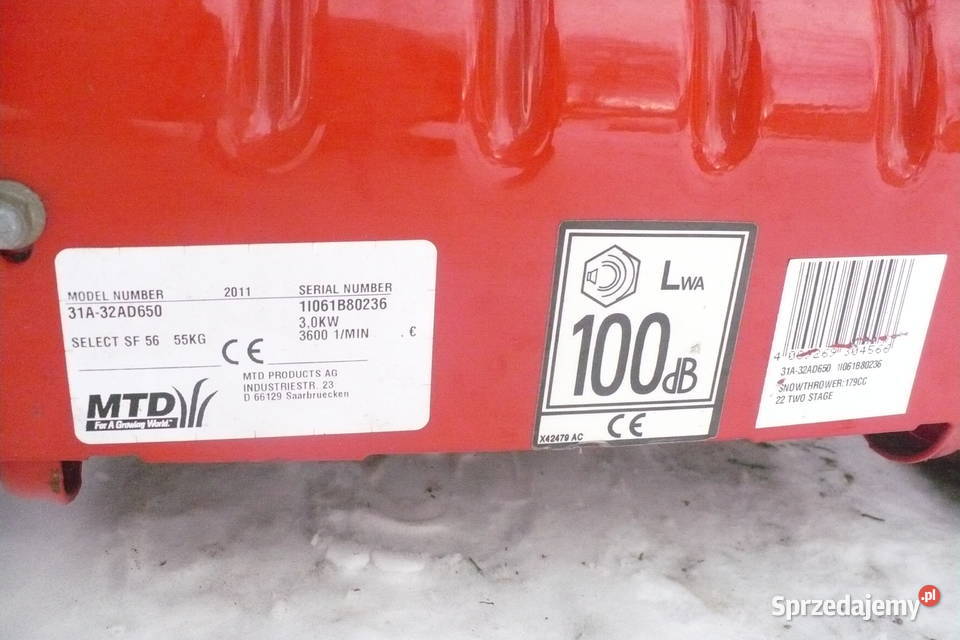 MODEL NUMBER 2011 SERIAL NUMBER
31A-32AD650 1I061B80236
3.0KW
SELECT SF 56 55KG 3600 1/MIN . €
CE
MTD PRODUCTS AG
INDUSTRIESTR. 23
D 66129 Saarbruecken
MTD
For A Growing World.™
LWA
100dB
CE
X42479 AC
31A-32AD650 1I061B80236
SNOWTHROWER:179CC
22 TWO STAGE
Sprzedajemy.pl